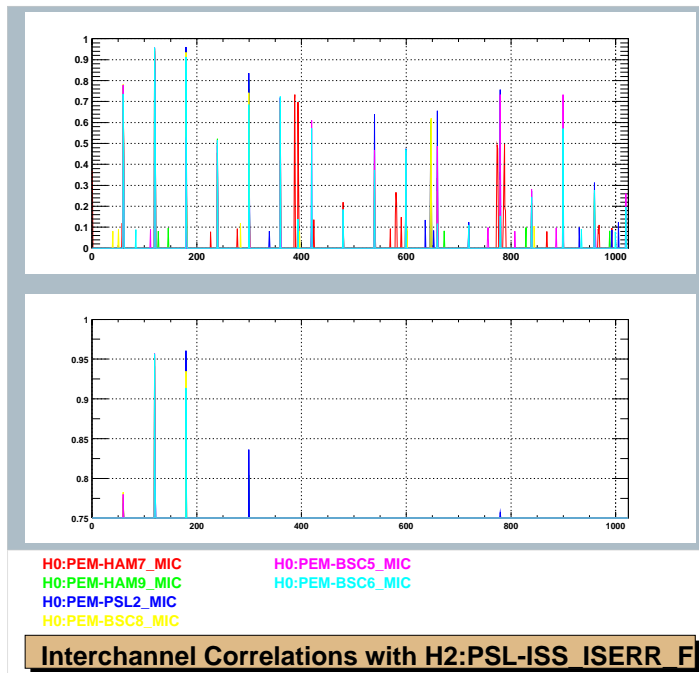 1
0.9
0.8
0.7
0.6
0.5
0.4
0.3
0.2
0.1
0
0 200 400 600 800 1000
1
0.95
0.9
0.85
0.8
0.75
0 200 400 600 800 1000
H0:PEM-HAM7_MIC H0:PEM-BSC5_MIC
H0:PEM-HAM9_MIC H0:PEM-BSC6_MIC
H0:PEM-PSL2_MIC
H0:PEM-BSC8_MIC
Interchannel Correlations with H2:PSL-ISS_ISERR_F